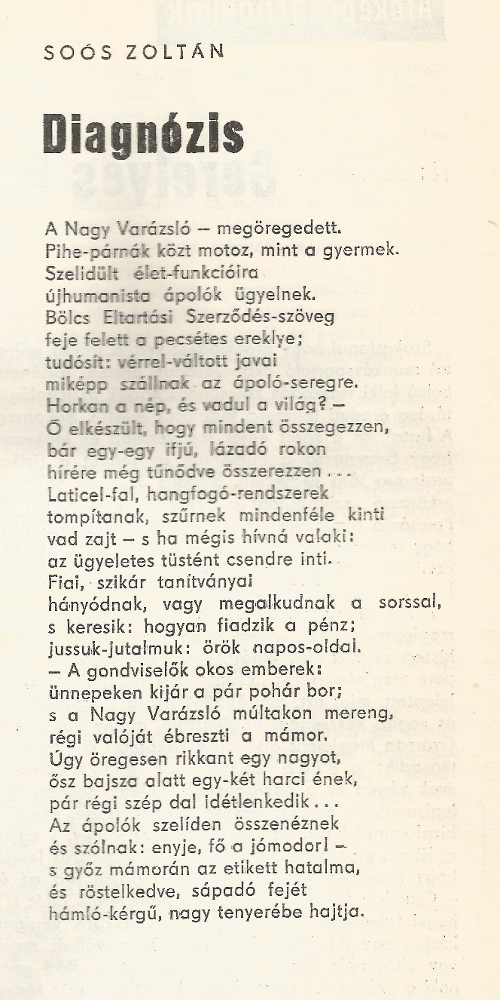 SOÓS ZOLTÁN
Diagnózis
A Nagy Varázsló – megöregedett.
Pihe-párnák közt motoz, mint a gyermek.
Szelidült élet-funkcióira
újhumanista ápolók ügyelnek.
Bölcs Eltartási Szerződés-szöveg
feje felett a pecsétes ereklye;
tudósít: vérrel-váltott javai
miképp szállnak az ápoló-seregre.
Horkan a nép, és vadul a világ? –
Ő elkészült, hogy mindent összegezzen,
bár egy-egy ifjú, lázadó rokon
hírére még tűnődve összerezzen...
Laticel-fal, hangfogó-rendszerek
tompítanak, szűrnek mindenféle kinti
vad zajt – s ha mégis hívná valaki:
az ügyeletes tüstént csendre inti.
Fiai, szikár tanítványai
hányódnak, vagy megalkudnak a sorssal,
s keresik: hogyan fiadzik a pénz;
jussuk-jutalmuk: örök napos-oldal.
– A gondviselők okos emberek:
ünnepeken kijár a pár pohár bor;
s a Nagy Varázsló múltakon mereng,
régi valóját ébreszti a mámor.
Úgy öregesen rikkant egy nagyot,
ősz bajsza alatt egy-két harci ének,
pár régi szép dal idétlenkedik...
Az ápolók szelíden összenéznek
és szólnak: enyje, fő a jómodor! –
s győz mámorán az etikett hatalma,
és röstelkedve, sápadó fejét
hámló-kérgű, nagy tenyerébe hajtja.